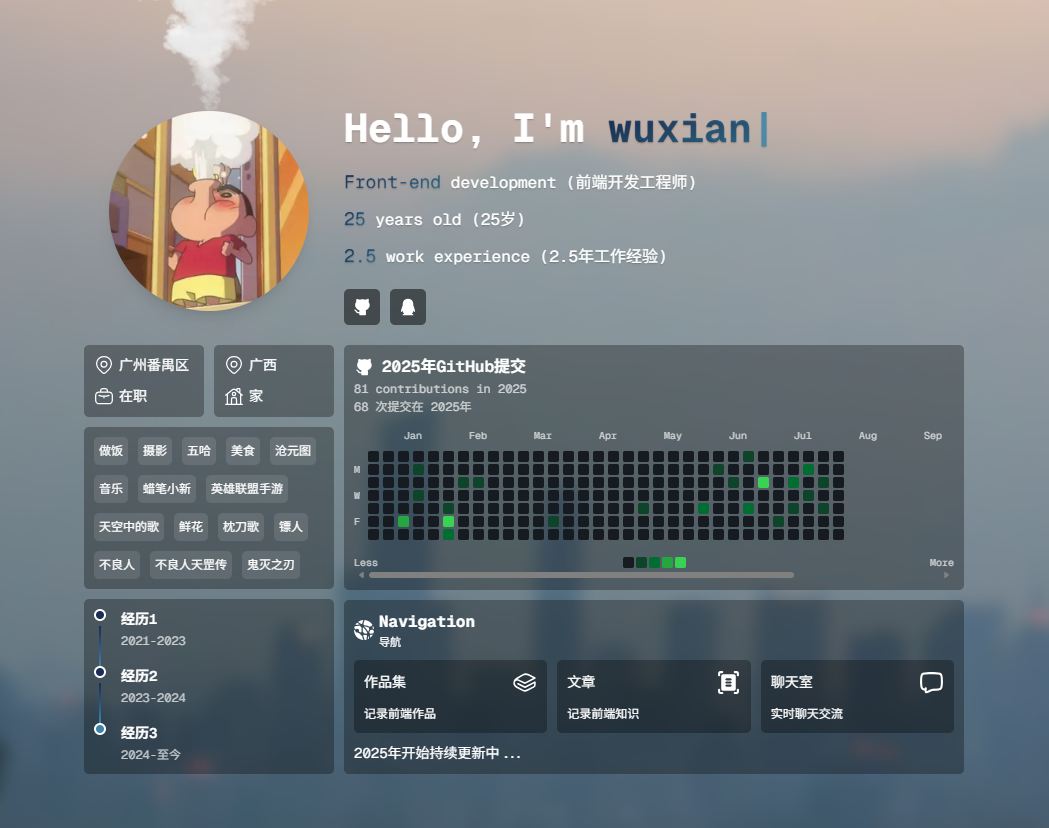 Hello, I'm wuxian|
Front-end development (前端开发工程师)
25 years old (25岁)
2.5 work experience (2.5年工作经验)
广州番禺区
在职
广西
家
做饭 摄影 五哈 美食 沧元图
音乐 蜡笔小新 英雄联盟手游
天空中的歌 鲜花 枕刀歌 镖人
不良人 不良人天罡传 鬼灭之刃
经历1
2021-2023
经历2
2023-2024
经历3
2024-至今
2025年GitHub提交
81 contributions in 2025
68 次提交在 2025年
Jan Feb Mar Apr May Jun Jul Aug Sep
M
W
F
Less More
Navigation
导航
作品集
记录前端作品
文章
记录前端知识
聊天室
实时聊天交流
2025年开始持续更新中 ...